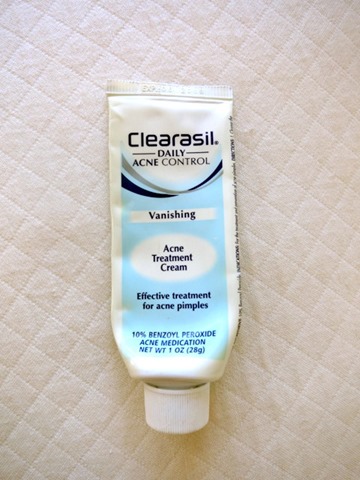 Clearasil®
DAILY
ACNE CONTROL
Vanishing
Acne
Treatment
Cream
Effective treatment
for acne pimples
10% BENZOYL PEROXIDE
ACNE MEDICATION
NET WT 1 OZ (28g)